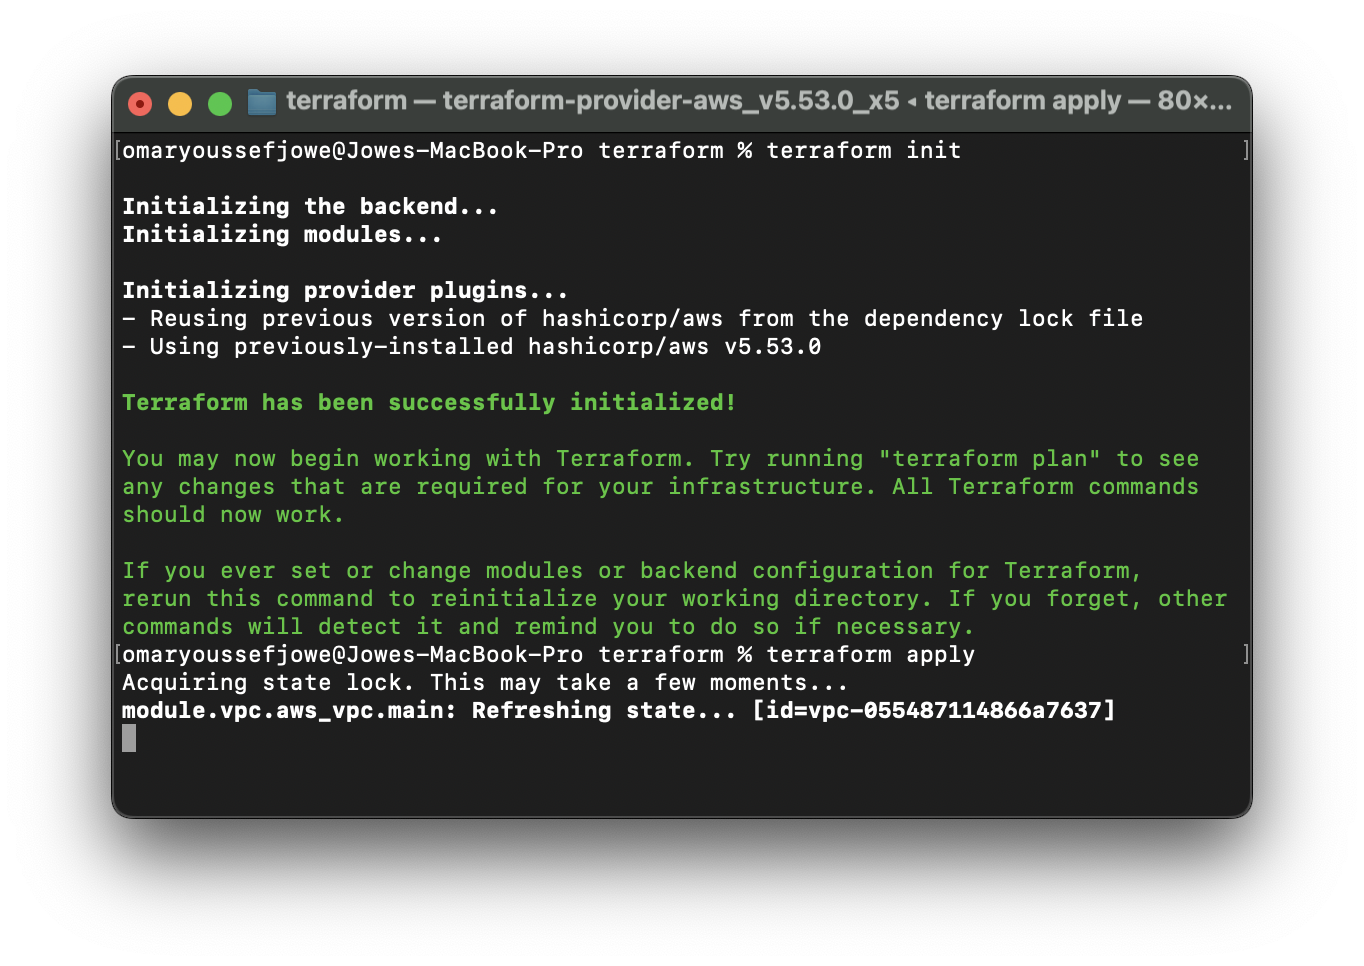 terraform — terraform-provider-aws_v5.53.0_x5 ◂ terraform apply — 80×...
[omaryoussefjowe@Jowes-MacBook-Pro terraform % terraform init ]
Initializing the backend...
Initializing modules...
Initializing provider plugins...
- Reusing previous version of hashicorp/aws from the dependency lock file
- Using previously-installed hashicorp/aws v5.53.0
Terraform has been successfully initialized!
You may now begin working with Terraform. Try running "terraform plan" to see
any changes that are required for your infrastructure. All Terraform commands
should now work.
If you ever set or change modules or backend configuration for Terraform,
rerun this command to reinitialize your working directory. If you forget, other
commands will detect it and remind you to do so if necessary.
[omaryoussefjowe@Jowes-MacBook-Pro terraform % terraform apply ]
Acquiring state lock. This may take a few moments...
module.vpc.aws_vpc.main: Refreshing state... [id=vpc-055487114866a7637]